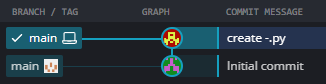 BRANCH / TAG GRAPH COMMIT MESSAGE
main create -.py
main Initial commit